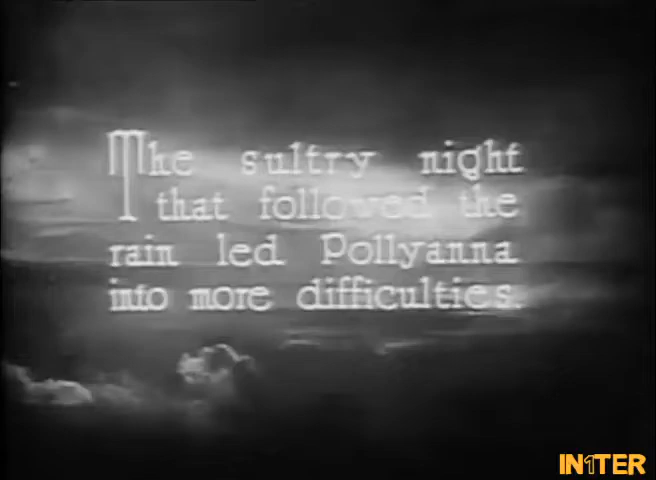 The sultry night
that followed the
rain led Pollyanna
into more difficulties.
IN1TER